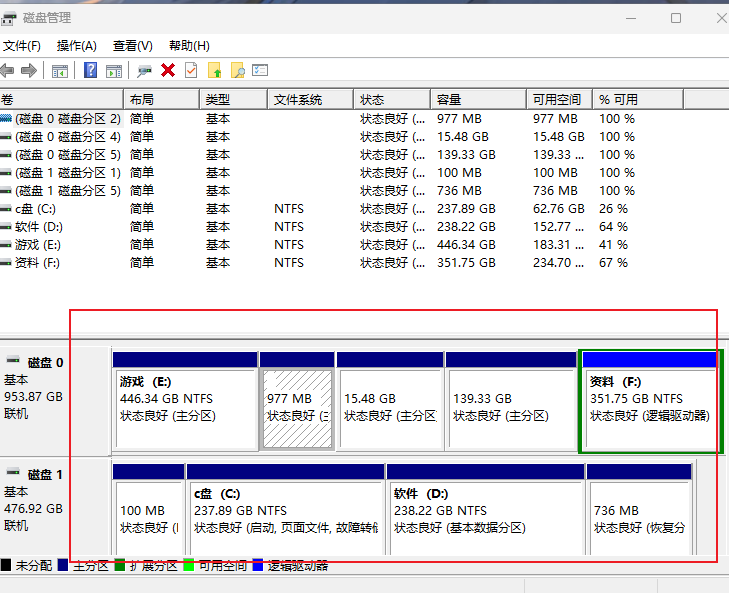 磁盘管理
文件(F) 操作(A) 查看(V) 帮助(H)
卷 布局 类型 文件系统 状态 容量 可用空间 % 可用
(磁盘 0 磁盘分区 2) 简单 基本 状态良好 (... 977 MB 977 MB 100 %
(磁盘 0 磁盘分区 4) 简单 基本 状态良好 (... 15.48 GB 15.48 GB 100 %
(磁盘 0 磁盘分区 5) 简单 基本 状态良好 (... 139.33 GB 139.33 ... 100 %
(磁盘 1 磁盘分区 1) 简单 基本 状态良好 (... 100 MB 100 MB 100 %
(磁盘 1 磁盘分区 5) 简单 基本 状态良好 (... 736 MB 736 MB 100 %
c盘 (C:) 简单 基本 NTFS 状态良好 (... 237.89 GB 62.76 GB 26 %
软件 (D:) 简单 基本 NTFS 状态良好 (... 238.22 GB 152.77 ... 64 %
游戏 (E:) 简单 基本 NTFS 状态良好 (... 446.34 GB 183.31 ... 41 %
资料 (F:) 简单 基本 NTFS 状态良好 (... 351.75 GB 234.70 ... 67 %
磁盘 0
基本
953.87 GB
联机
游戏 (E:)
446.34 GB NTFS
状态良好 (主分区)
977 MB
状态良好 (主
15.48 GB
状态良好 (主分区
139.33 GB
状态良好 (主分区)
资料 (F:)
351.75 GB NTFS
状态良好 (逻辑驱动器)
磁盘 1
基本
476.92 GB
联机
100 MB
状态良好 (
c盘 (C:)
237.89 GB NTFS
状态良好 (启动, 页面文件, 故障转
软件 (D:)
238.22 GB NTFS
状态良好 (基本数据分区)
736 MB
状态良好 (恢复分
未分配 主分区 扩展分区 可用空间 逻辑驱动器